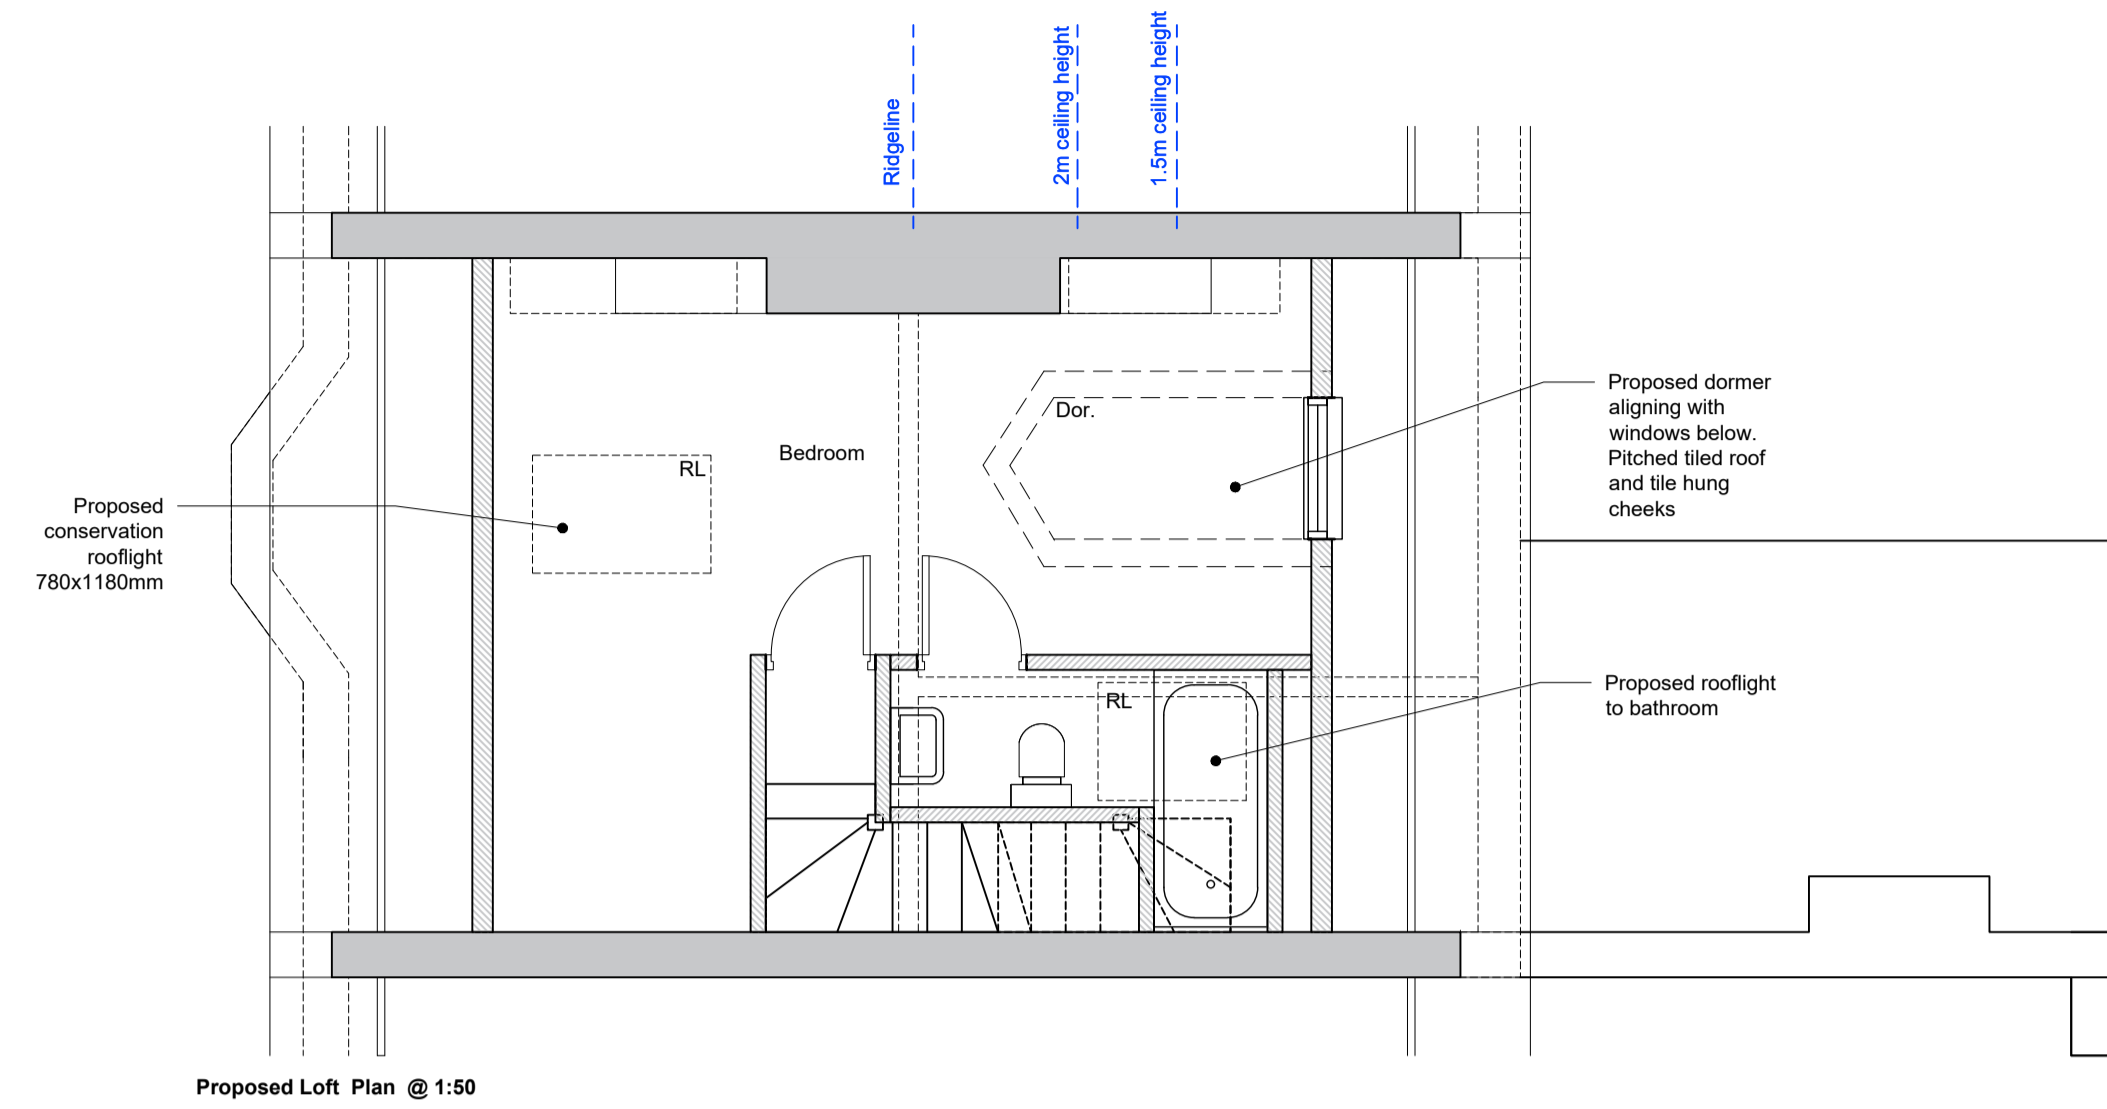 Ridgeline
2m ceiling height
1.5m ceiling height
Proposed dormer
aligning with
windows below.
Pitched tiled roof
and tile hung
cheeks
Dor.
Bedroom
RL
Proposed
conservation
rooflight
780x1180mm
RL
Proposed rooflight
to bathroom
Proposed Loft Plan @ 1:50